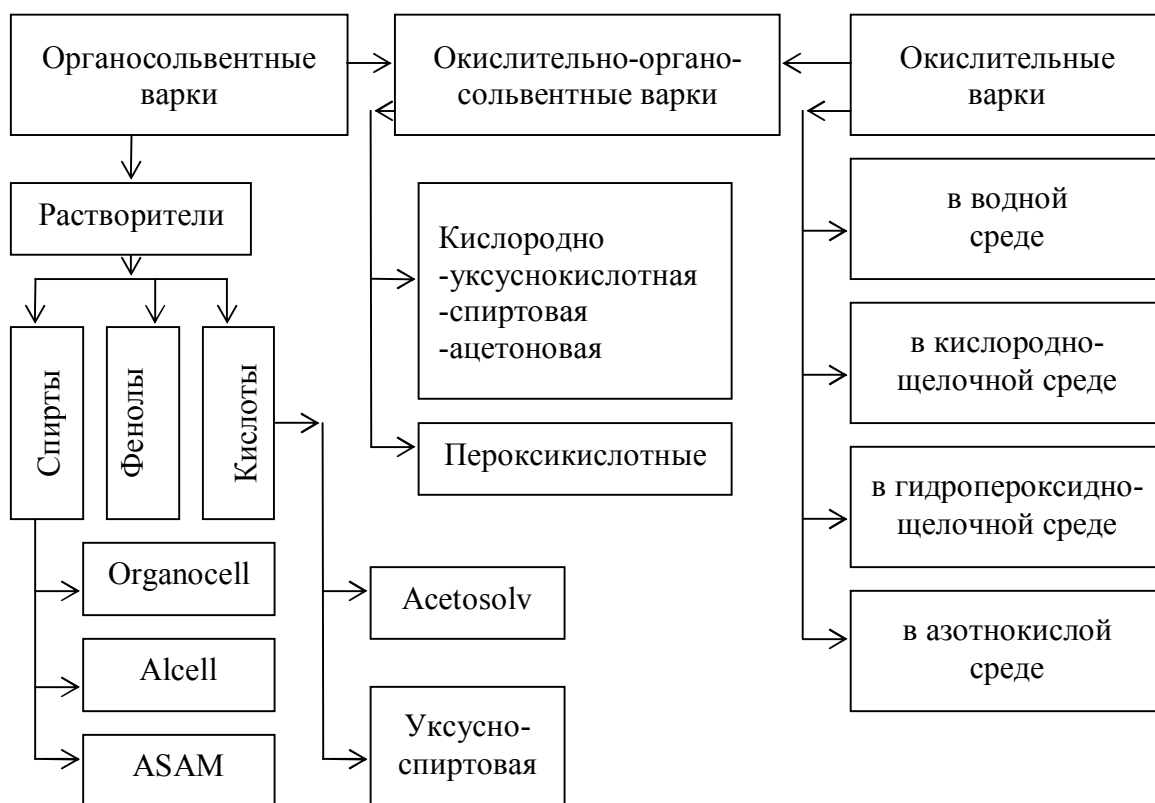 Органосольвентные
варки
Окислительно-органо-
сольвентные варки
Окислительные
варки
Растворители
Спирты
Фенолы
Кислоты
Organocell
Alcell
ASAM
Acetosolv
Уксусно-
спиртовая
Кислородно
-уксуснокислотная
-спиртовая
-ацетоновая
Пероксикислотные
в водной
среде
в кислородно-
щелочной среде
в гидропероксидно-
щелочной среде
в азотнокислой
среде